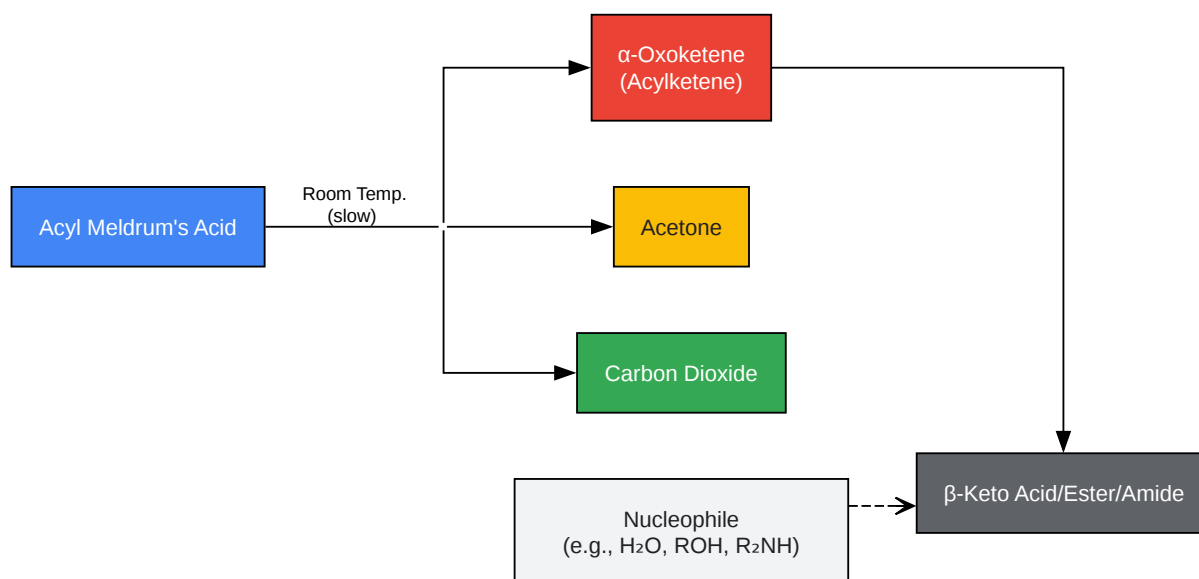 α-Oxoketene
(Acylketene)
Room Temp.
(slow)
Acyl Meldrum's Acid
Acetone
Carbon Dioxide
β-Keto Acid/Ester/Amide
Nucleophile
(e.g., H₂O, ROH, R₂NH)